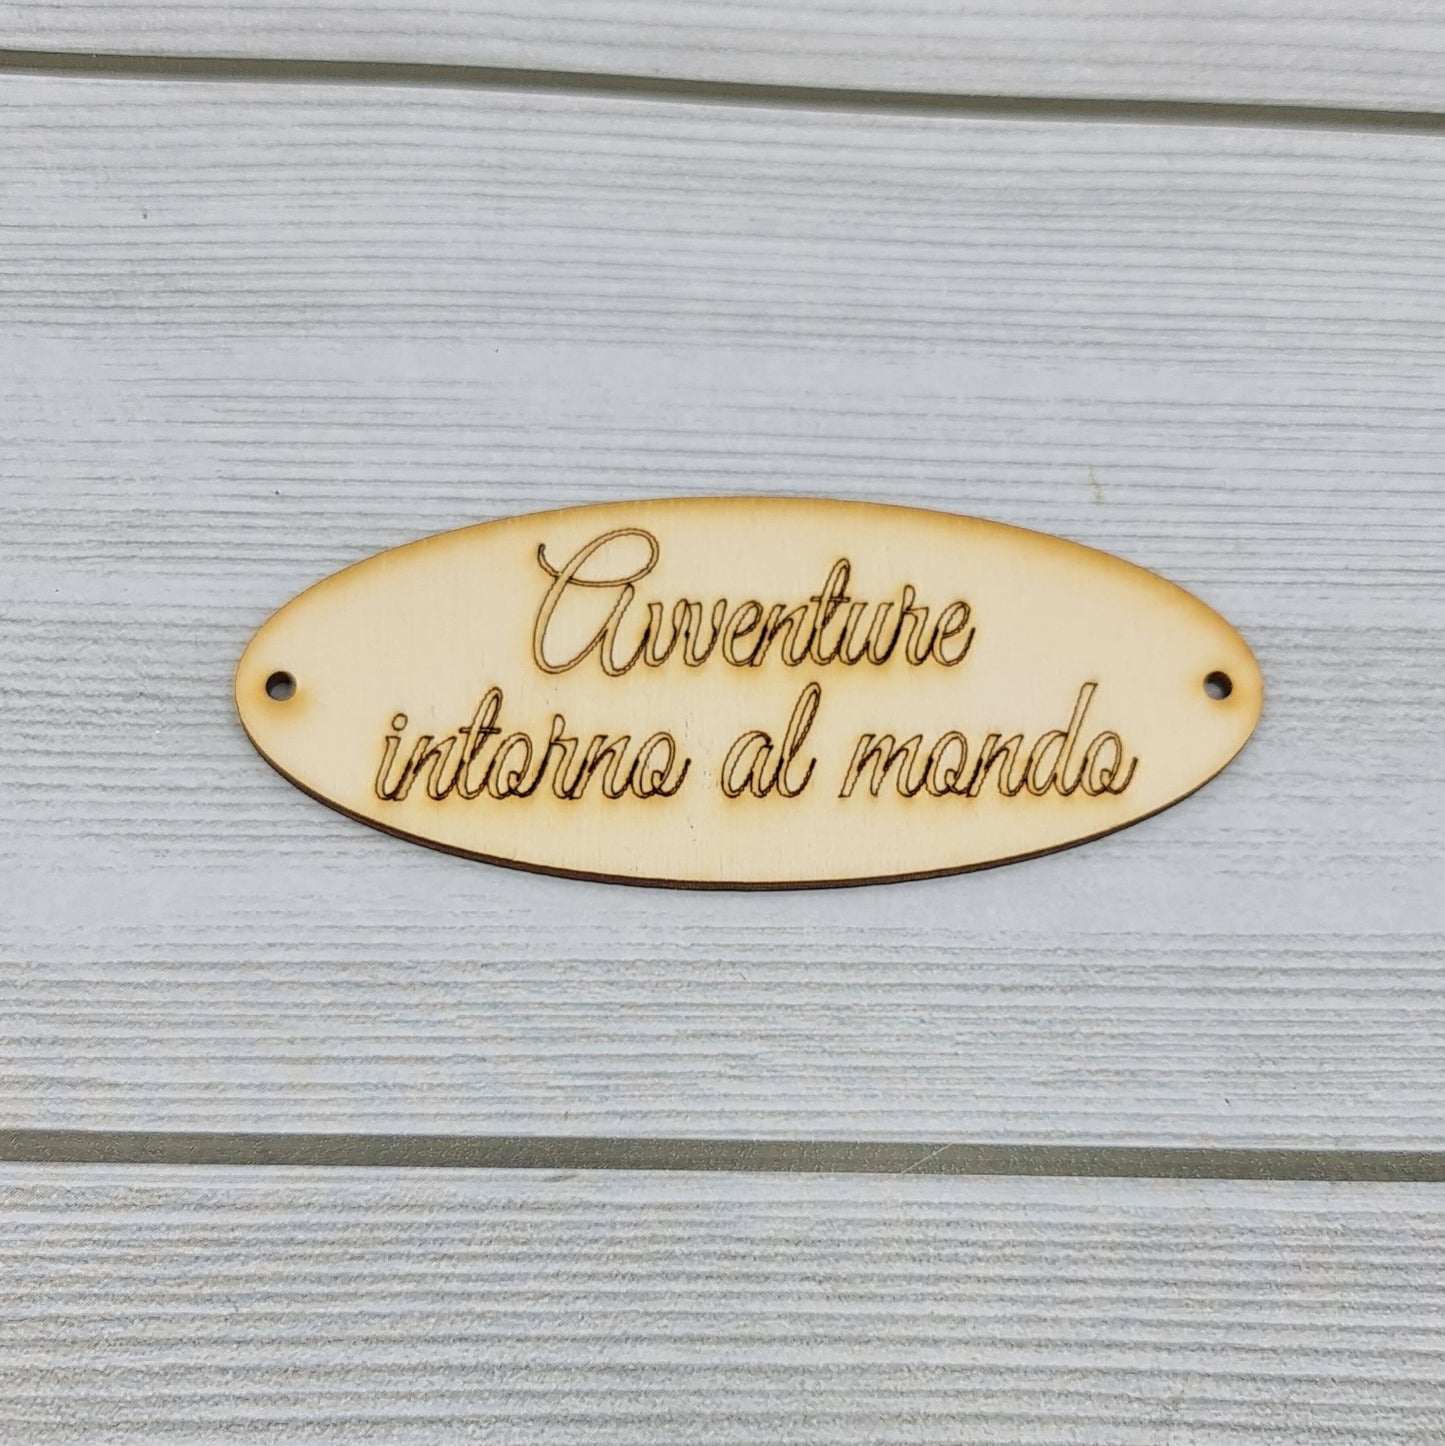 Avventure
intorno al mondo